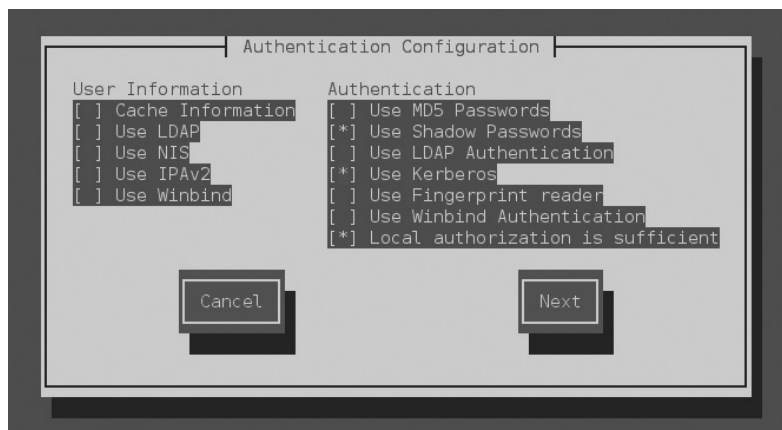 Authentication Configuration
User Information
[ ] Cache Information
[ ] Use LDAP
[ ] Use NIS
[ ] Use IPAv2
[ ] Use Winbind
Authentication
[ ] Use MD5 Passwords
[*] Use Shadow Passwords
[ ] Use LDAP Authentication
[*] Use Kerberos
[ ] Use Fingerprint reader
[ ] Use Winbind Authentication
[*] Local authorization is sufficient
Cancel
Next